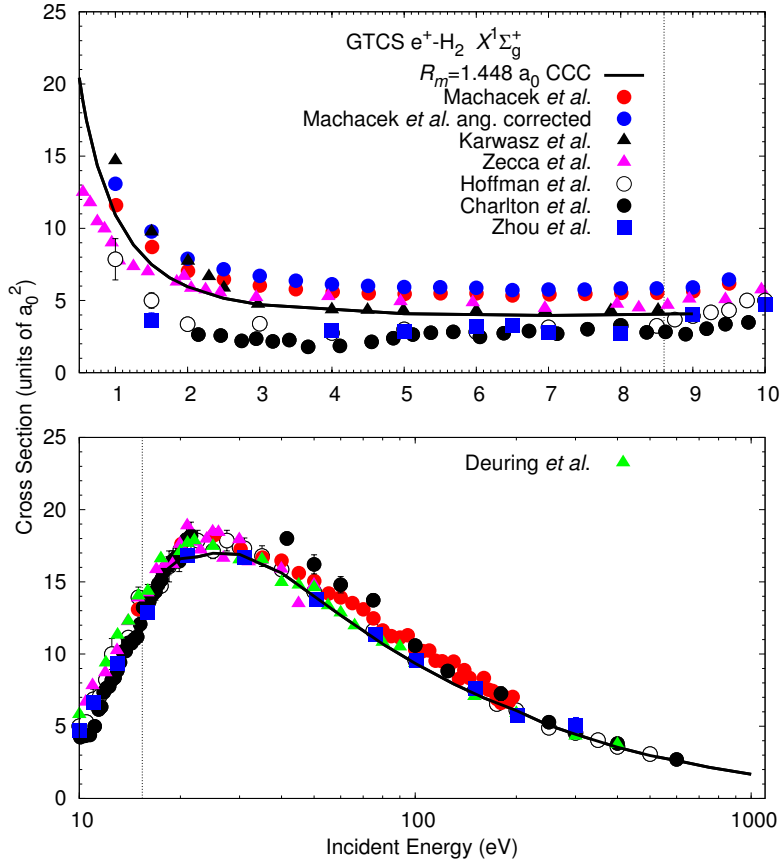 25
20
15
10
5
0
1 2 3 4 5 6 7 8 9 10
GTCS e⁺-H₂ X¹Σg⁺
Rₘ=1.448 a₀ CCC
Machacek et al.
Machacek et al. ang. corrected
Karwasz et al.
Zecca et al.
Hoffman et al.
Charlton et al.
Zhou et al.
Cross Section (units of a₀²)
25
20
15
10
5
0
Deuring et al.
10 100 1000
Incident Energy (eV)